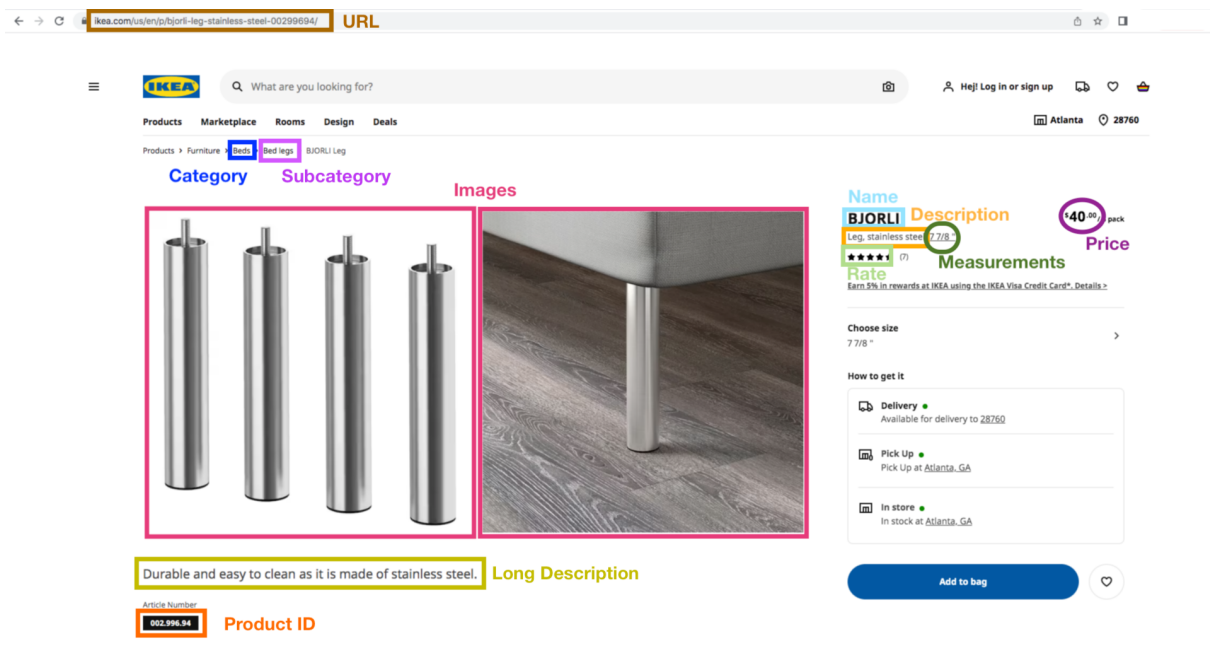 ikea.com/us/en/p/bjorli-leg-stainless-steel-00299694/ URL
IKEA What are you looking for? Hej! Log in or sign up
Products Marketplace Rooms Design Deals Atlanta 28760
Products > Furniture > Beds > Bed legs BJORLI Leg
Category Subcategory
Images
Name
BJORLI Description $40.00/ pack
Leg, stainless steel, 7 7/8 " Price
(7) Measurements
Rate
Earn 5% in rewards at IKEA using the IKEA Visa Credit Card*. Details >
Choose size
7 7/8 "
How to get it
Delivery
Available for delivery to 28760
Pick Up
Pick Up at Atlanta, GA
In store
In stock at Atlanta, GA
Add to bag
Durable and easy to clean as it is made of stainless steel. Long Description
Article Number
002.996.94 Product ID